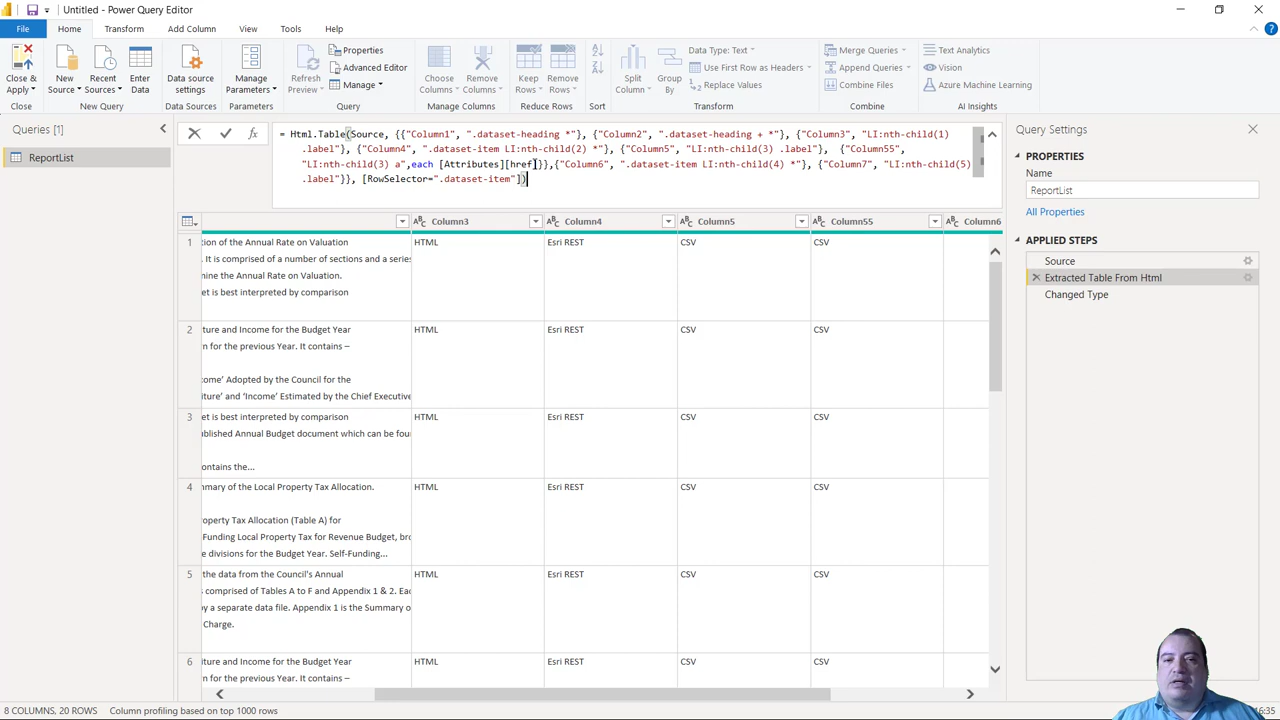 Untitled - Power Query Editor
File Home Transform Add Column View Tools Help
Close & Apply
New Source
Recent Sources
Enter Data
Data source settings
Manage Parameters
Refresh Preview
Properties
Advanced Editor
Manage
Choose Columns
Remove Columns
Keep Rows
Remove Rows
Split Column
Group By
Data Type: Text
Use First Row as Headers
Replace Values
Merge Queries
Append Queries
Combine Files
Text Analytics
Vision
Azure Machine Learning
Close New Query Data Sources Parameters Query Manage Columns Reduce Rows Sort Transform Combine AI Insights
Queries [1]
ReportList
fx
= Html.Table(Source, {{"Column1", ".dataset-heading *"}, {"Column2", ".dataset-heading + *"}, {"Column3", "LI:nth-child(1)
.label"}, {"Column4", ".dataset-item LI:nth-child(2) *"}, {"Column5", "LI:nth-child(3) .label"}, {"Column55",
"LI:nth-child(3) a",each [Attributes][href]}},{"Column6", ".dataset-item LI:nth-child(4) *"}, {"Column7", "LI:nth-child(5)
.label"}}, [RowSelector=".dataset-item"])
Column3 Column4 Column5 Column55 Column6
1 tion of the Annual Rate on Valuation HTML Esri REST CSV CSV
. It is comprised of a number of sections and a series
mine the Annual Rate on Valuation.
et is best interpreted by comparison
2 ture and Income for the Budget Year HTML Esri REST CSV CSV
n for the previous Year. It contains –
ome’ Adopted by the Council for the
iture’ and ‘Income’ Estimated by the Chief Executive
3 et is best interpreted by comparison HTML Esri REST CSV CSV
ublished Annual Budget document which can be fou
ontains the...
4 nmary of the Local Property Tax Allocation. HTML Esri REST CSV CSV
roperty Tax Allocation (Table A) for
-Funding Local Property Tax for Revenue Budget, bro
e divisions for the Budget Year. Self-Funding...
5 the data from the Council's Annual HTML Esri REST CSV CSV
s comprised of Tables A to F and Appendix 1 & 2. Eac
by a separate data file. Appendix 1 is the Summary o
Charge.
6 iture and Income for the Budget Year HTML Esri REST CSV CSV
n for the previous Year. It contains –
Query Settings
PROPERTIES
Name
ReportList
All Properties
APPLIED STEPS
Source
Extracted Table From Html
Changed Type
8 COLUMNS, 20 ROWS Column profiling based on top 1000 rows
16:35